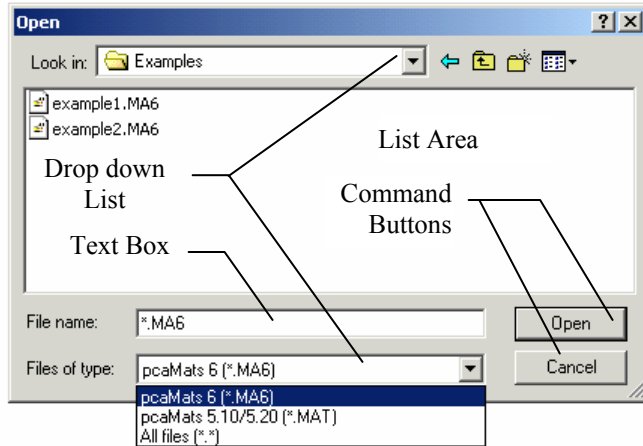 Open
Look in: Examples
example1.MA6
example2.MA6
List Area
Drop down
List
Command
Buttons
Text Box
File name: *.MA6 Open
Files of type: pcaMats 6 (*.MA6) Cancel
pcaMats 6 (*.MA6)
pcaMats 5.10/5.20 (*.MAT)
All files (*.*)